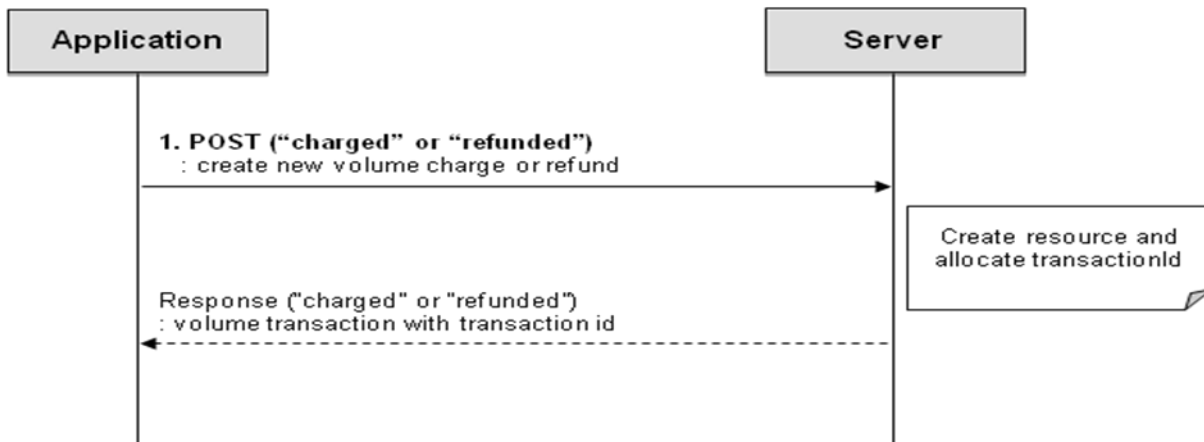 Application
Server
1. POST (“charged” or “refunded”)
: create new volume charge or refund
Create resource and
allocate transactionId
Response ("charged" or "refunded")
: volume transaction with transaction id